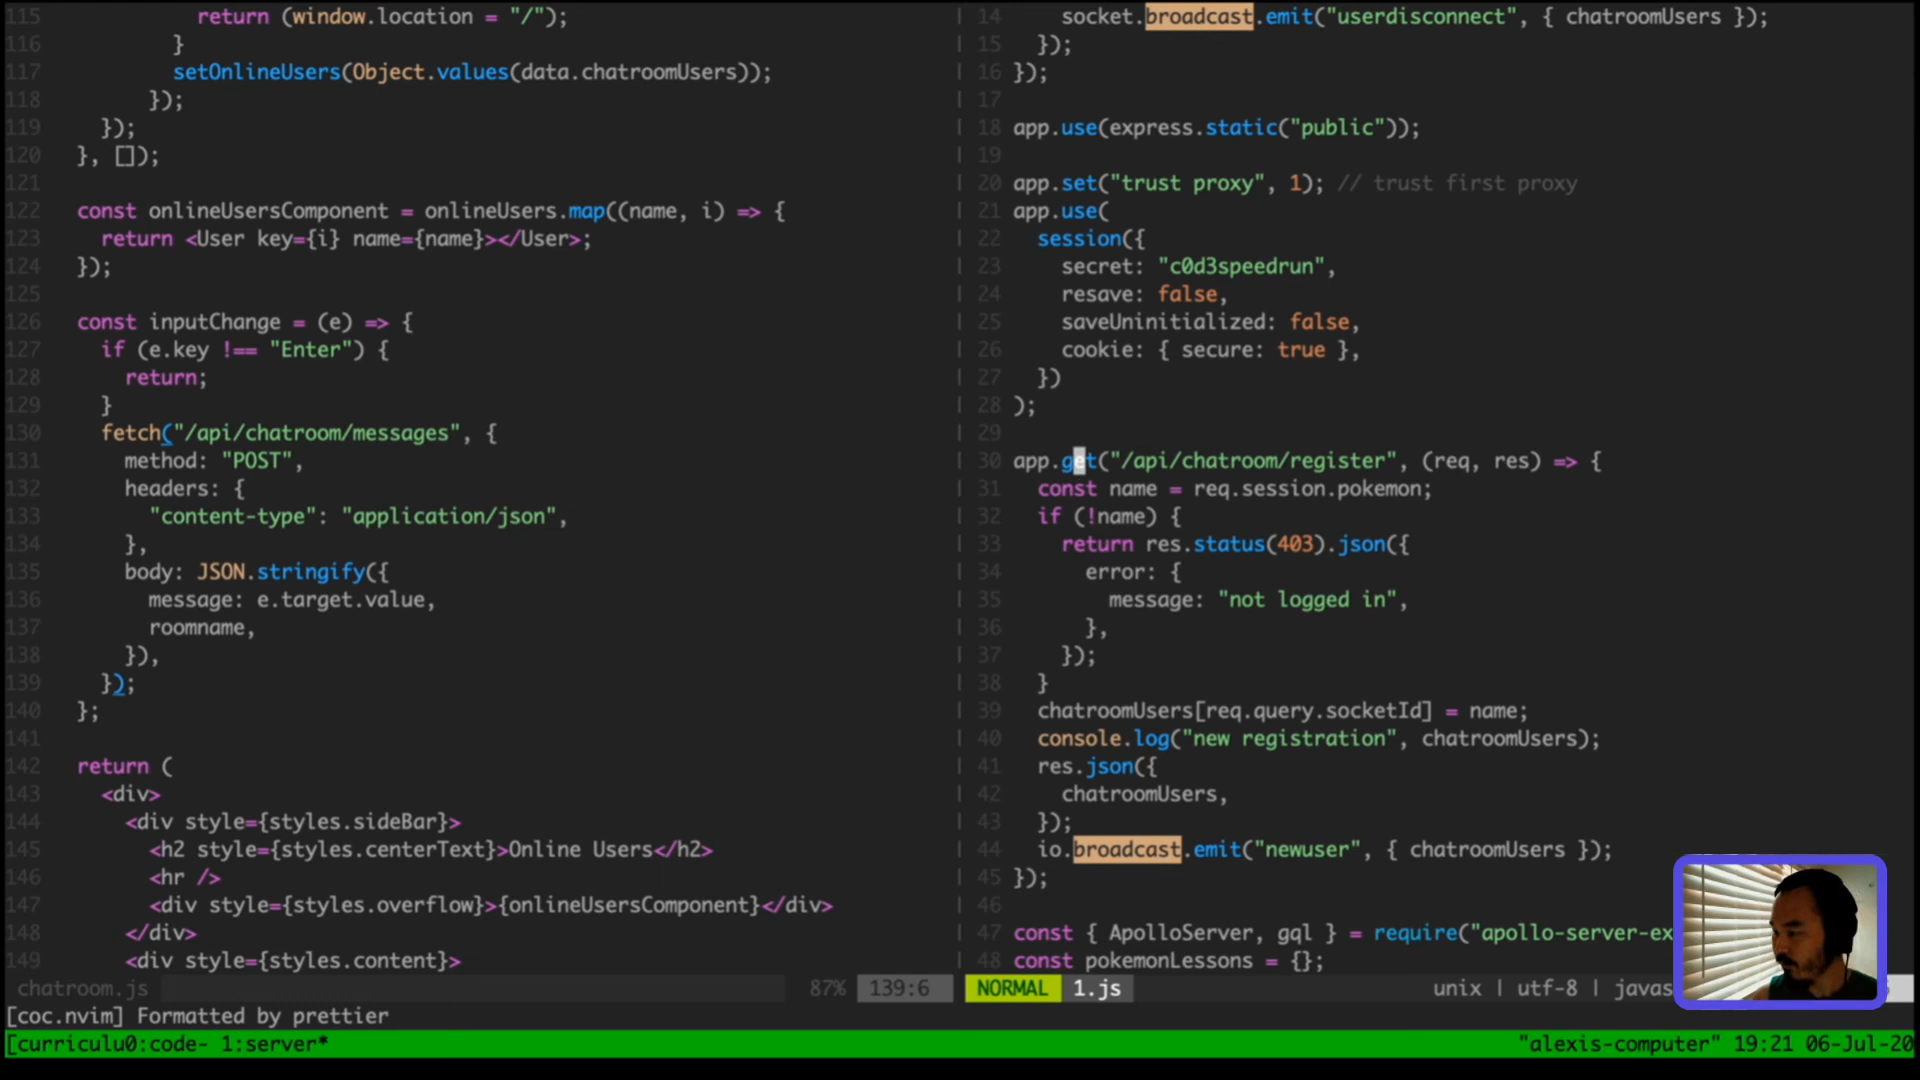 115             return (window.location = "/");
116           }
117           setOnlineUsers(Object.values(data.chatroomUsers));
118         });
119     });
120   }, []);
121
122   const onlineUsersComponent = onlineUsers.map((name, i) => {
123     return <User key={i} name={name}></User>;
124   });
125
126   const inputChange = (e) => {
127     if (e.key !== "Enter") {
128       return;
129     }
130     fetch("/api/chatroom/messages", {
131       method: "POST",
132       headers: {
133         "content-type": "application/json",
134       },
135       body: JSON.stringify({
136         message: e.target.value,
137         roomname,
138       }),
139     });
140   };
141
142   return (
143     <div>
144       <div style={styles.sideBar}>
145         <h2 style={styles.centerText}>Online Users</h2>
146         <hr />
147         <div style={styles.overflow}>{onlineUsersComponent}</div>
148       </div>
149       <div style={styles.content}>
chatroom.js 87% 139:6
14     socket.broadcast.emit("userdisconnect", { chatroomUsers });
15   });
16 });
17
18 app.use(express.static("public"));
19
20 app.set("trust proxy", 1); // trust first proxy
21 app.use(
22   session({
23     secret: "c0d3speedrun",
24     resave: false,
25     saveUninitialized: false,
26     cookie: { secure: true },
27   })
28 );
29
30 app.get("/api/chatroom/register", (req, res) => {
31   const name = req.session.pokemon;
32   if (!name) {
33     return res.status(403).json({
34       error: {
35         message: "not logged in",
36       },
37     });
38   }
39   chatroomUsers[req.query.socketId] = name;
40   console.log("new registration", chatroomUsers);
41   res.json({
42     chatroomUsers,
43   });
44   io.broadcast.emit("newuser", { chatroomUsers });
45 });
46
47 const { ApolloServer, gql } = require("apollo-server-ex
48 const pokemonLessons = {};
NORMAL 1.js unix | utf-8 | javas
[coc.nvim] Formatted by prettier
[curriculu0:code- 1:server* "alexis-computer" 19:21 06-Jul-20